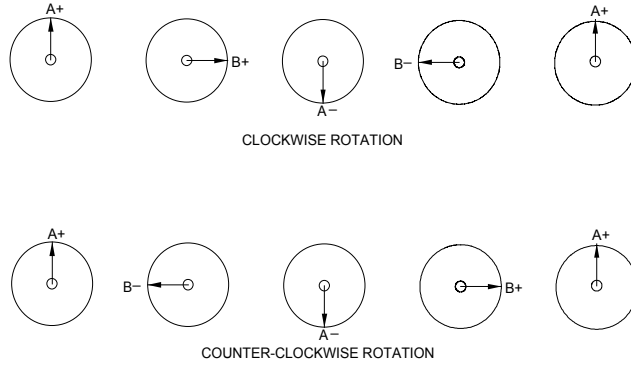 A+
B+
A–
B–
A+
CLOCKWISE ROTATION
A+
B–
A–
B+
A+
COUNTER-CLOCKWISE ROTATION